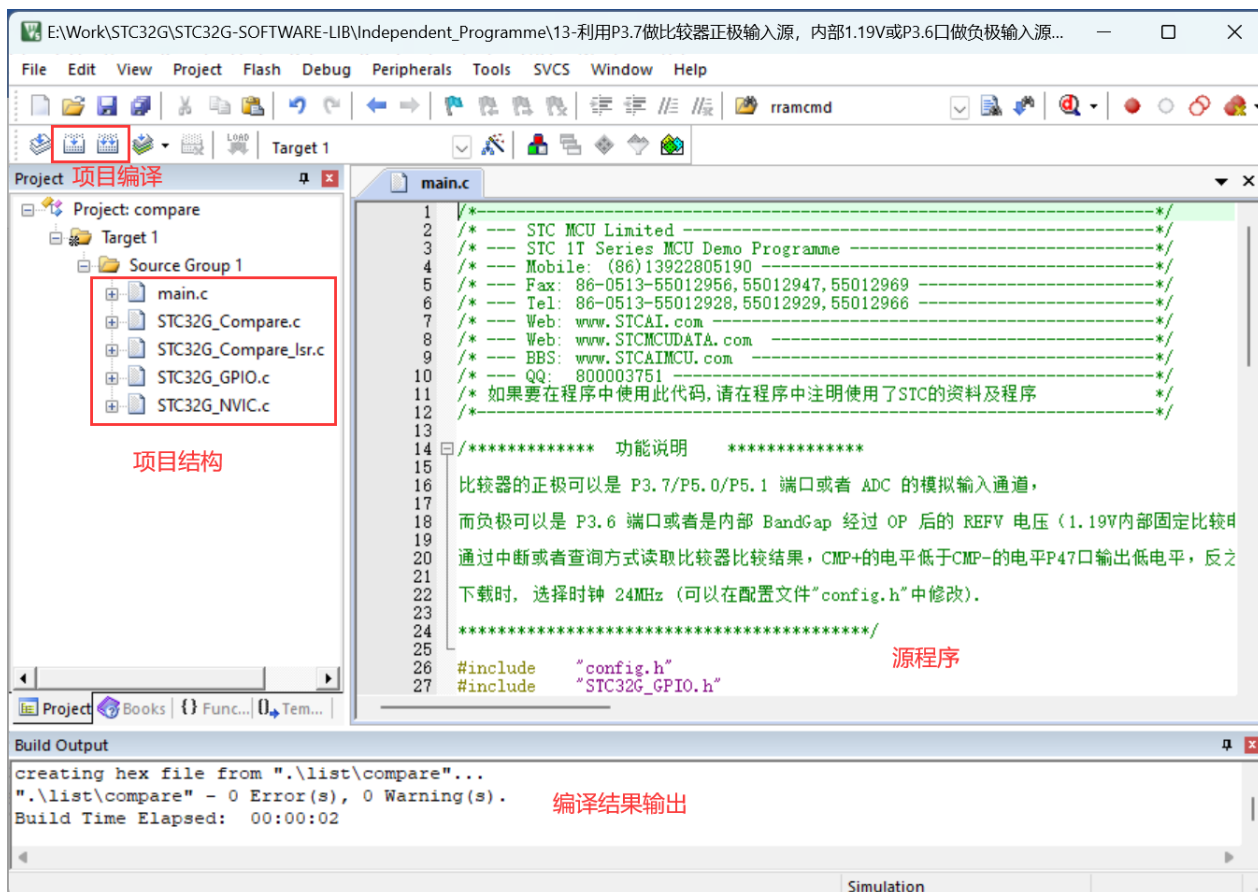 E:\Work\STC32G\STC32G-SOFTWARE-LIB\Independent_Programme\13-利用P3.7做比较器正极输入源，内部1.19V或P3.6口做负极输入源...
File Edit View Project Flash Debug Peripherals Tools SVCS Window Help
rramcmd
LOAD
Target 1
Project 项目编译
main.c
Project: compare
Target 1
Source Group 1
main.c
STC32G_Compare.c
STC32G_Compare_Isr.c
STC32G_GPIO.c
STC32G_NVIC.c
项目结构
1 /*---------------------------------------------------------------------*/
2 /* --- STC MCU Limited ------------------------------------------------*/
3 /* --- STC 1T Series MCU Demo Programme -------------------------------*/
4 /* --- Mobile: (86)13922805190 ----------------------------------------*/
5 /* --- Fax: 86-0513-55012956,55012947,55012969 ------------------------*/
6 /* --- Tel: 86-0513-55012928,55012929,55012966 ------------------------*/
7 /* --- Web: www.STCAI.com ---------------------------------------------*/
8 /* --- Web: www.STCMCUDATA.com  ---------------------------------------*/
9 /* --- BBS: www.STCAIMCU.com  -----------------------------------------*/
10 /* --- QQ:  800003751 -------------------------------------------------*/
11 /* 如果要在程序中使用此代码,请在程序中注明使用了STC的资料及程序            */
12 /*---------------------------------------------------------------------*/
13
14 /*************  功能说明    **************
15
16 比较器的正极可以是 P3.7/P5.0/P5.1 端口或者 ADC 的模拟输入通道，
17
18 而负极可以是 P3.6 端口或者是内部 BandGap 经过 OP 后的 REFV 电压（1.19V内部固定比较电
19
20 通过中断或者查询方式读取比较器比较结果，CMP+的电平低于CMP-的电平P47口输出低电平，反之
21
22 下载时, 选择时钟 24MHz (可以在配置文件"config.h"中修改).
23
24 ******************************************/
25
源程序
26 #include    "config.h"
27 #include    "STC32G_GPIO.h"
Project Books {} Func... Tem...
Build Output
creating hex file from ".\list\compare"...
".\list\compare" - 0 Error(s), 0 Warning(s).
Build Time Elapsed:  00:00:02
编译结果输出
Simulation